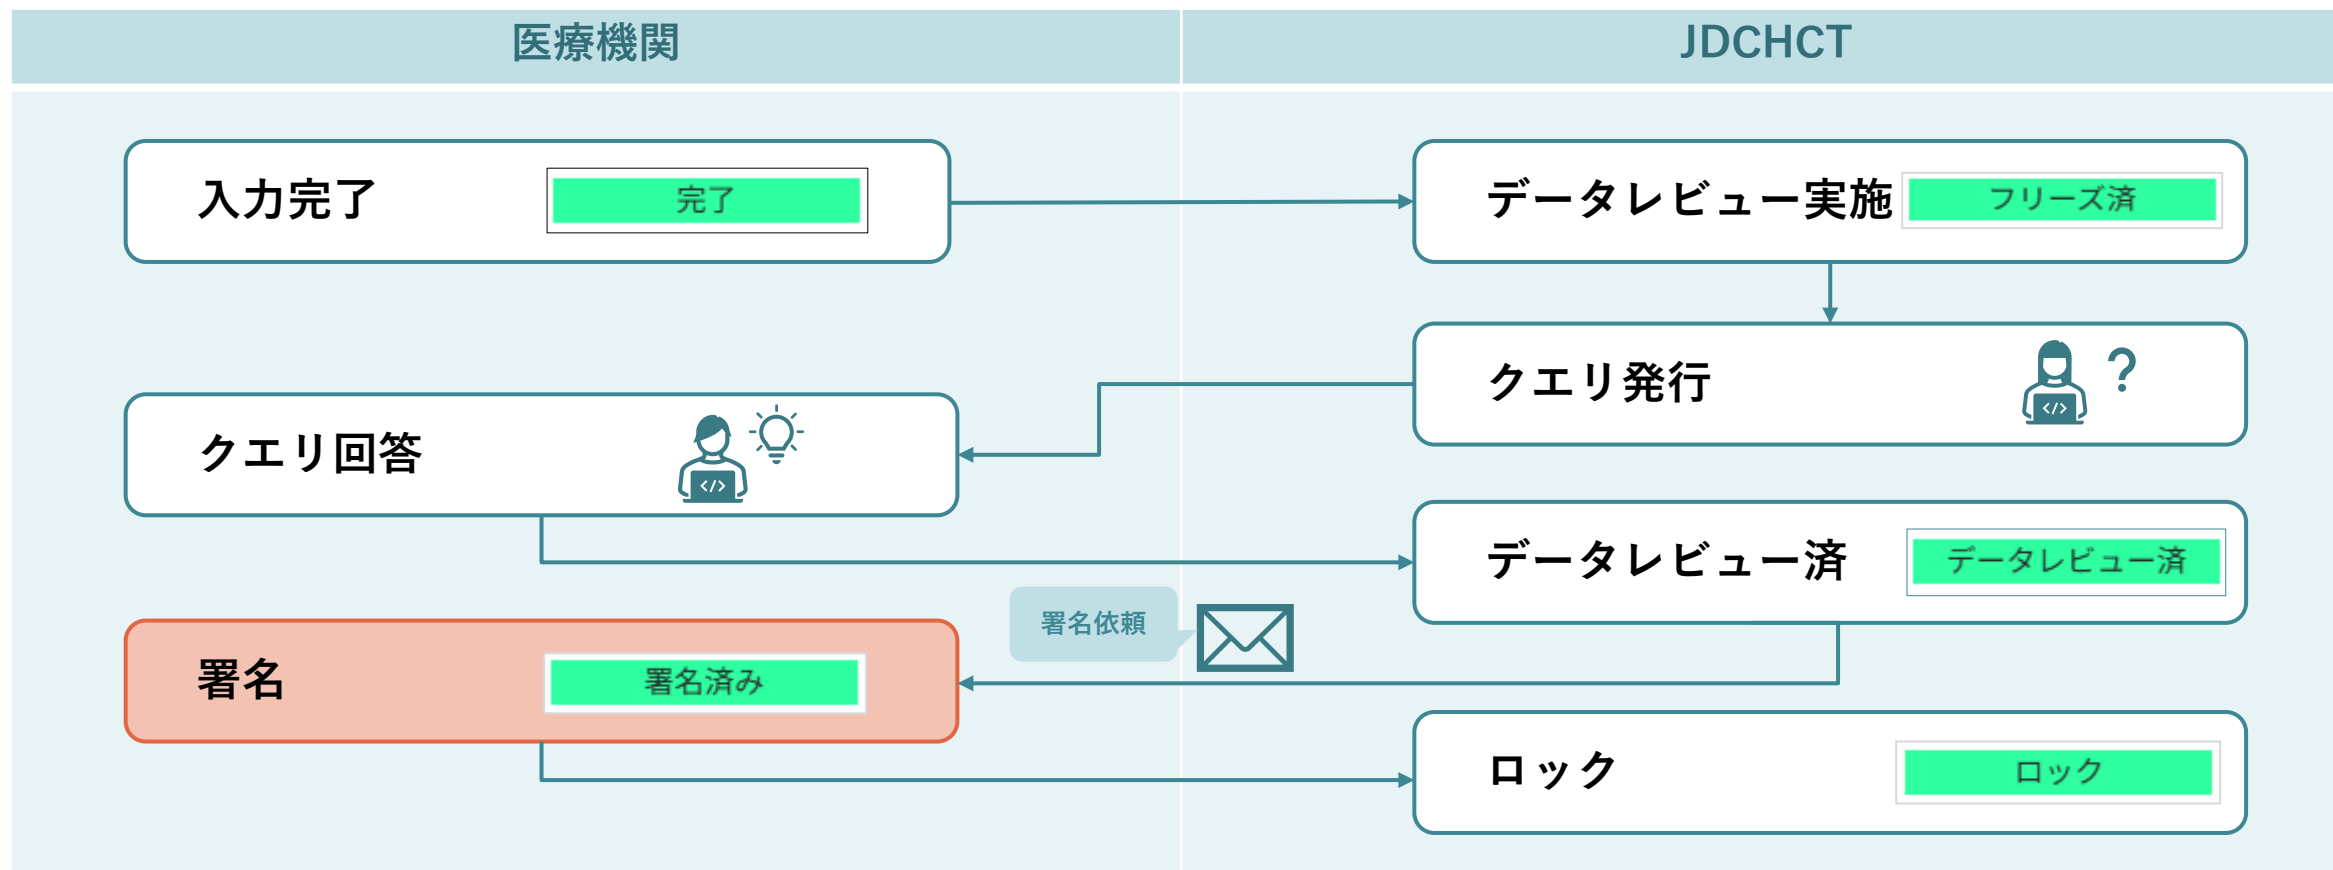 医療機関
JDCHCT
入力完了
完了
データレビュー実施
フリーズ済
クエリ発行
?
クエリ回答
データレビュー済
データレビュー済
署名依頼
署名
署名済み
ロック
ロック